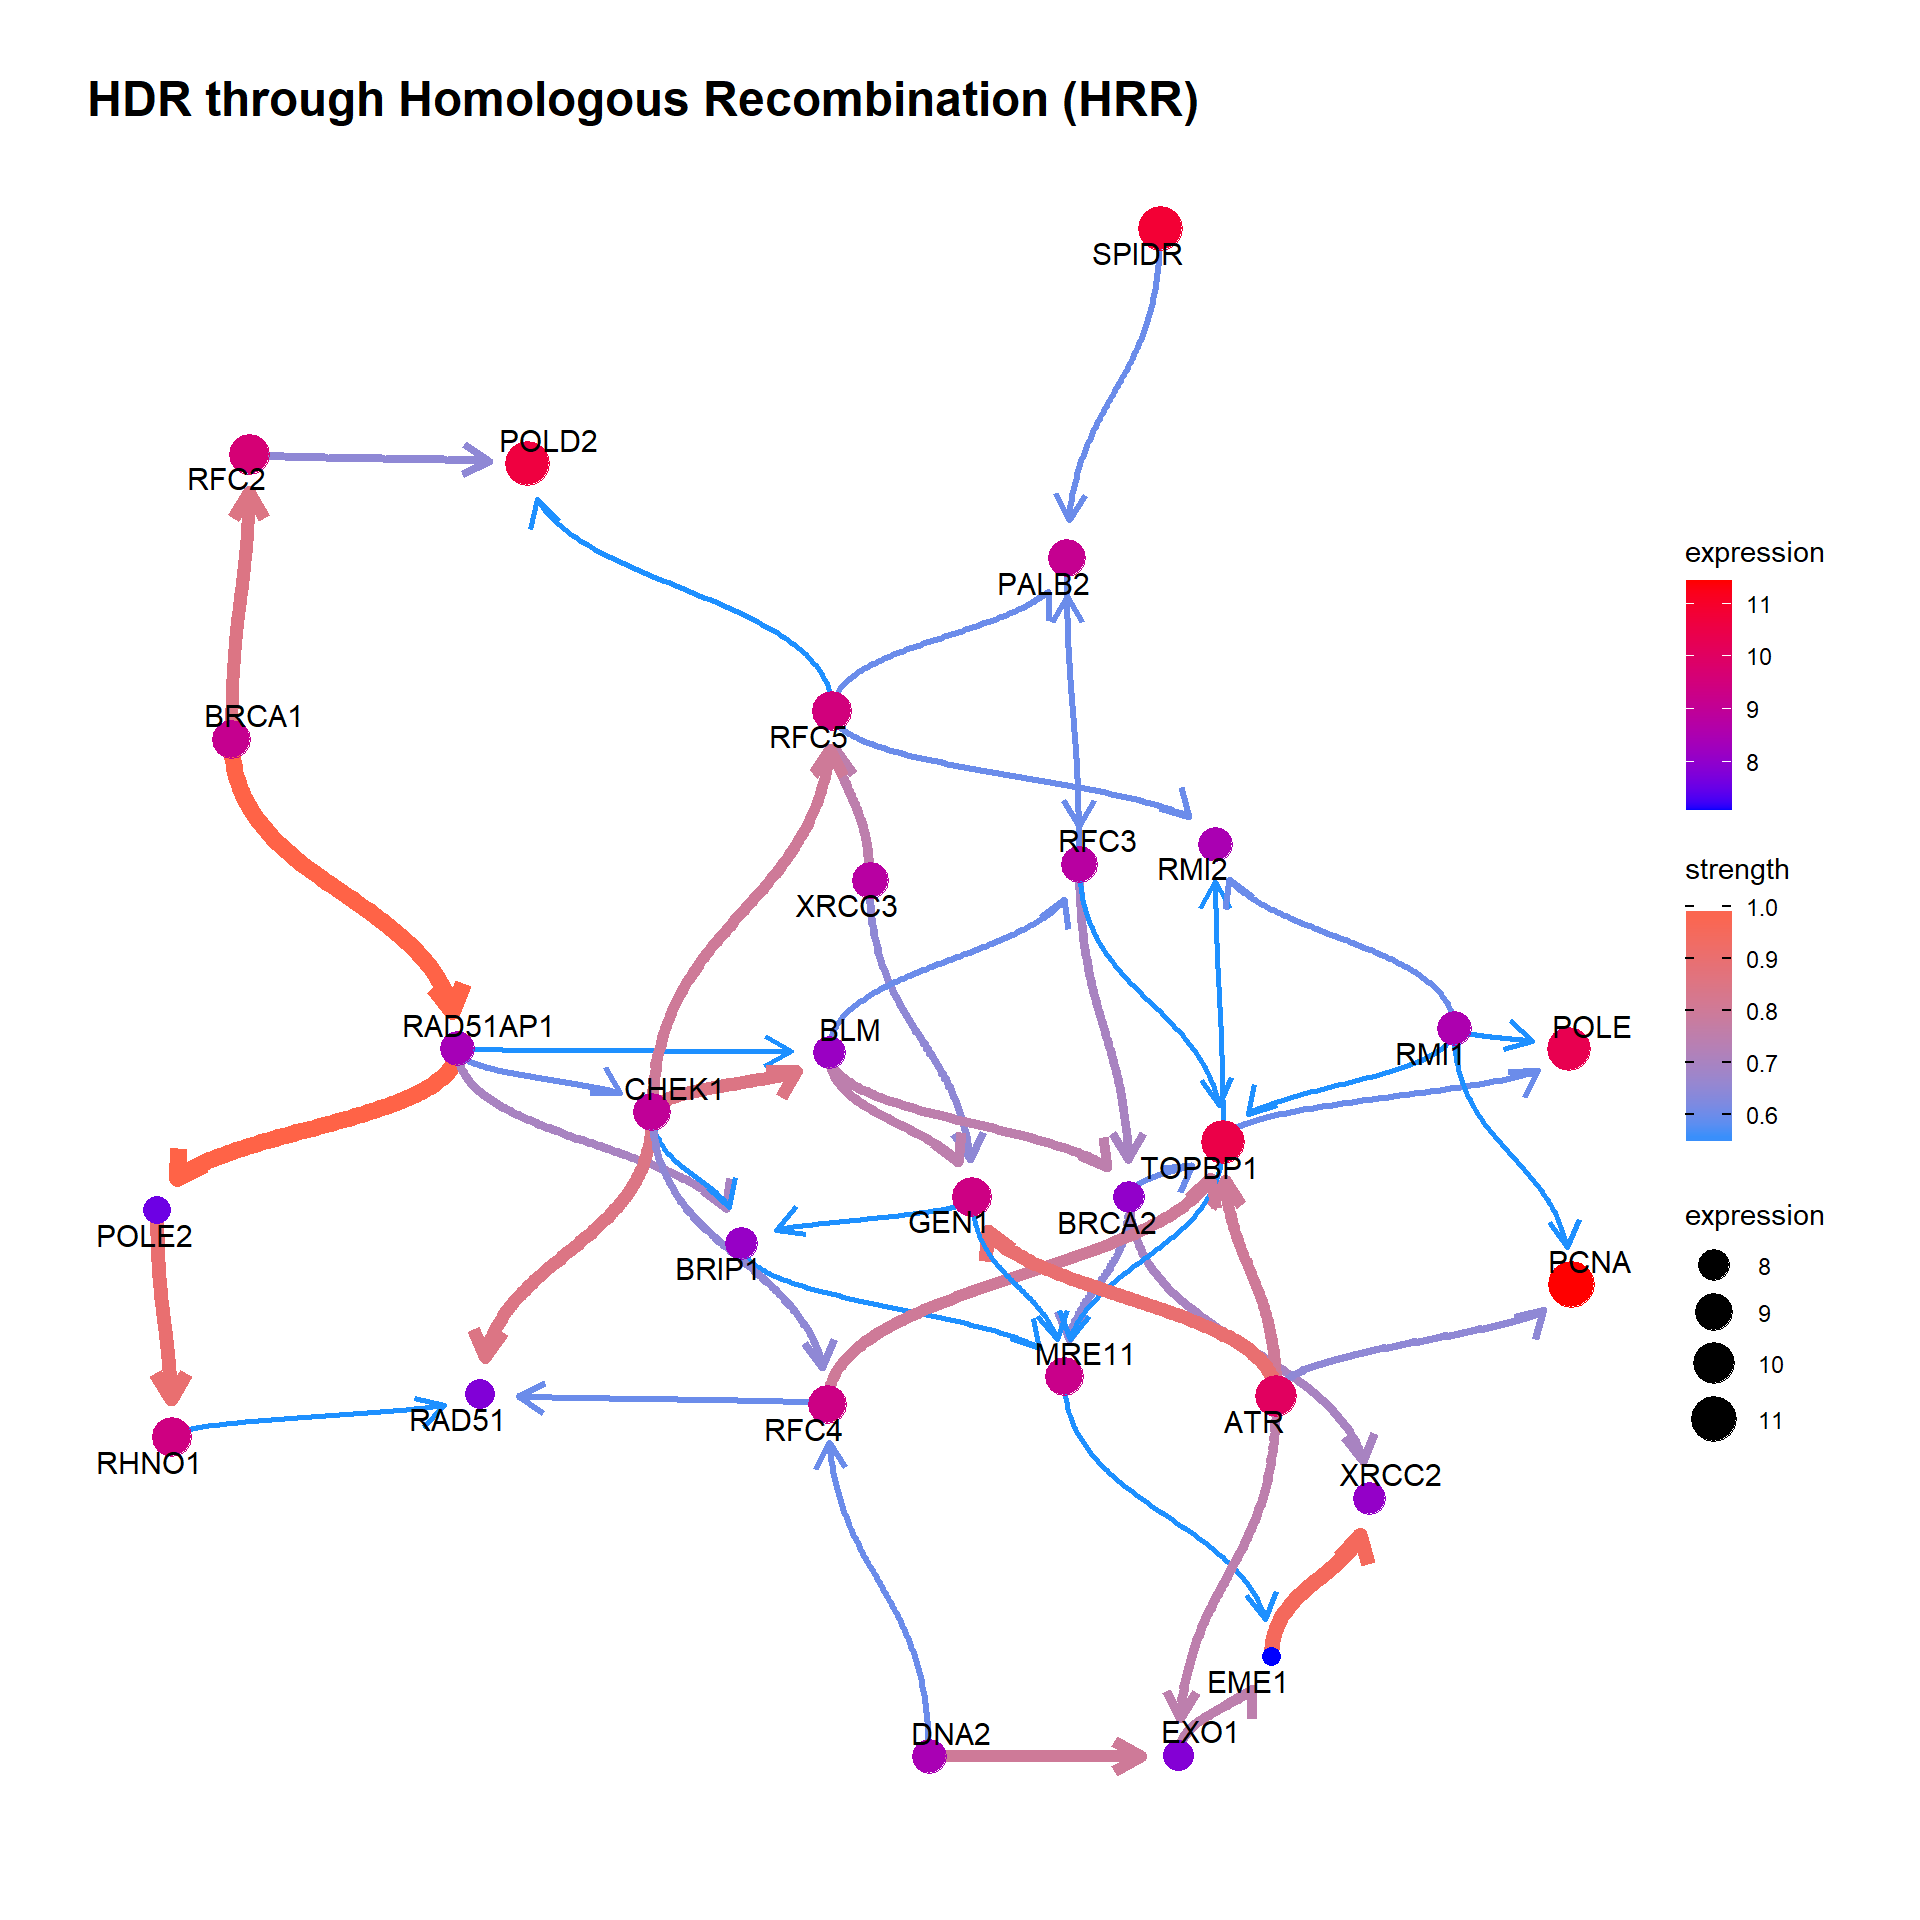 HDR through Homologous Recombination (HRR)
SPIDR
POLD2
RFC2
PALB2
BRCA1
RFC5
RFC3
RMI2
XRCC3
RAD51AP1
BLM
POLE
RMI1
CHEK1
TOPBP1
GEN1
BRCA2
POLE2
BRIP1
PCNA
MRE11
RAD51
RFC4
ATR
RHNO1
XRCC2
EME1
DNA2
EXO1
expression
11
10
9
8
strength
1.0
0.9
0.8
0.7
0.6
expression
8
9
10
11